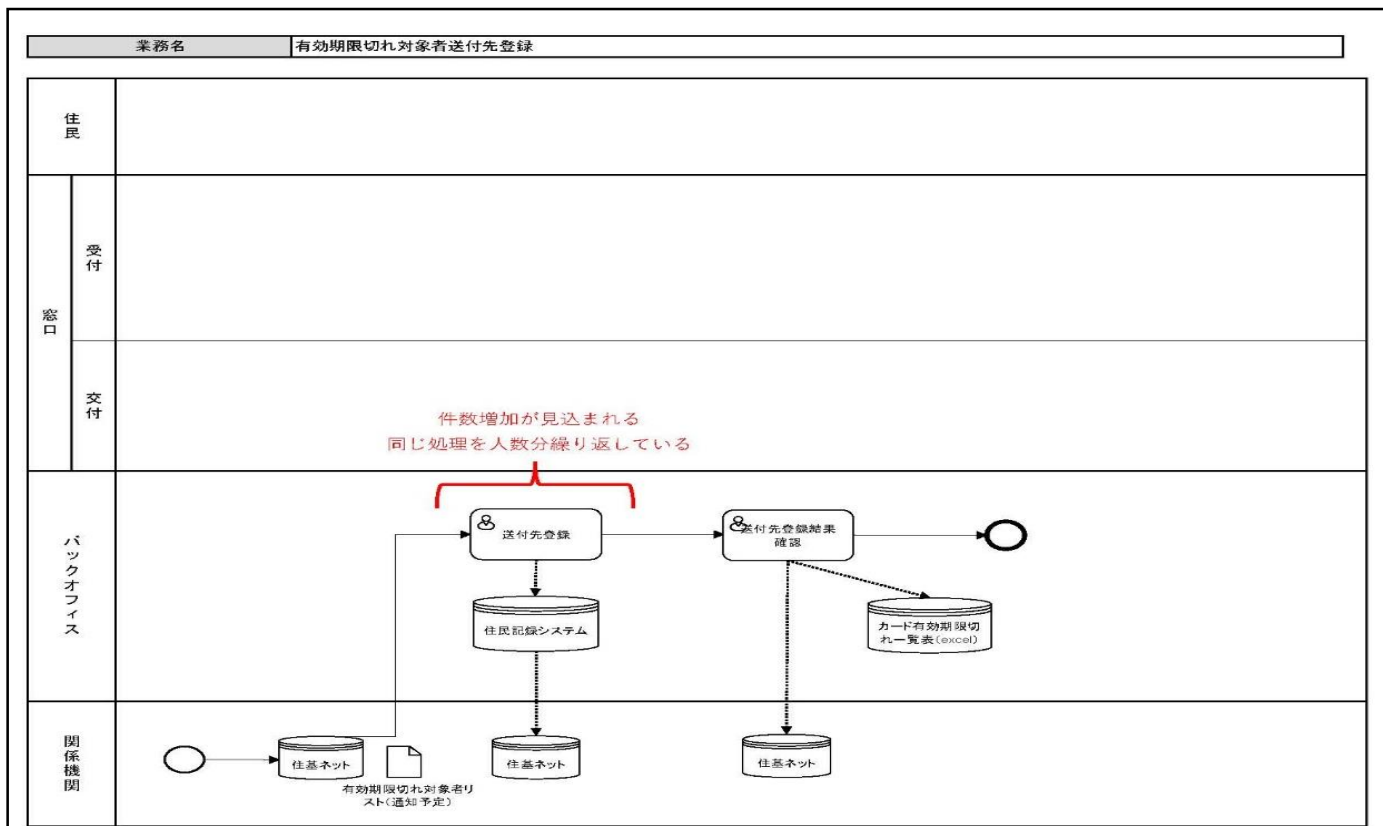 業務名
有効期限切れ対象者送付先登録
住民
窓口
受付
交付
件数増加が見込まれる
同じ処理を人数分繰り返している
バックオフィス
送付先登録
送付先登録結果
確認
住民記録システム
カード有効期限切
れ一覧表(excel)
関係機関
住基ネット
有効期限切れ対象者リ
スト(通知予定)
住基ネット
住基ネット